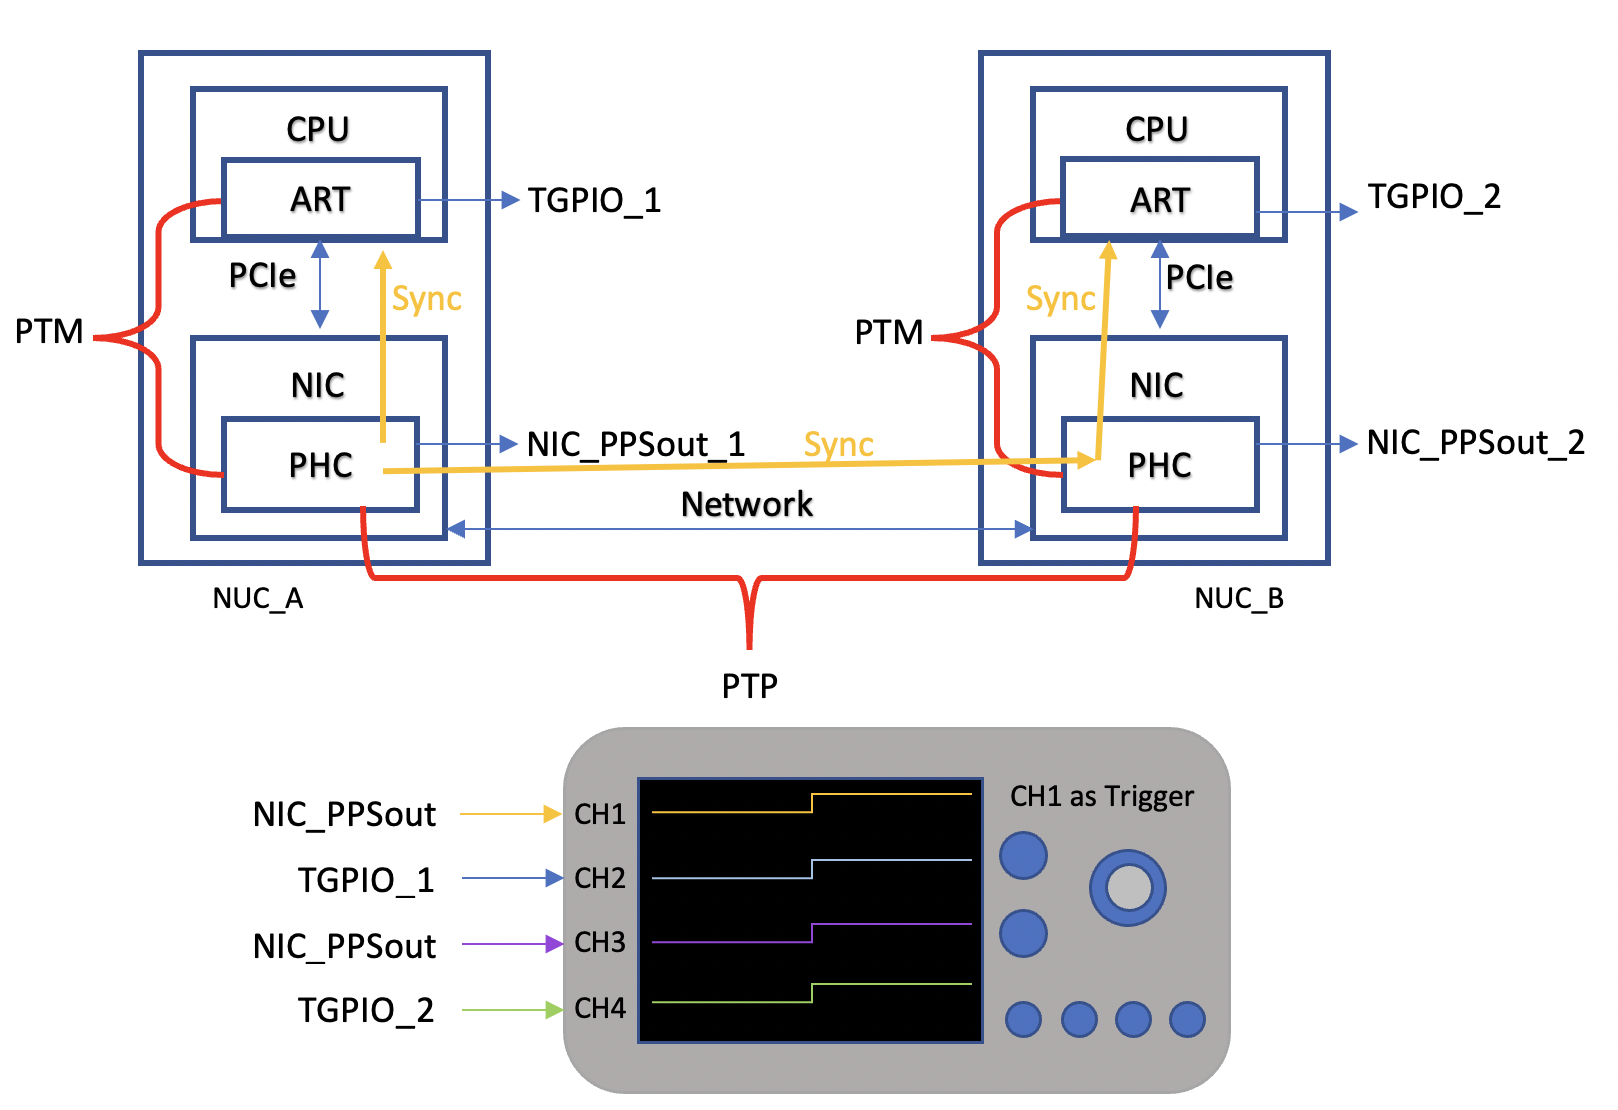 CPU
ART
TGPIO_1
PCIe
Sync
PTM
NIC
PHC
NIC_PPSout_1
NUC_A
Sync
Network
CPU
ART
TGPIO_2
PCIe
Sync
PTM
NIC
PHC
NIC_PPSout_2
NUC_B
PTP
CH1 as Trigger
NIC_PPSout
CH1
TGPIO_1
CH2
NIC_PPSout
CH3
TGPIO_2
CH4